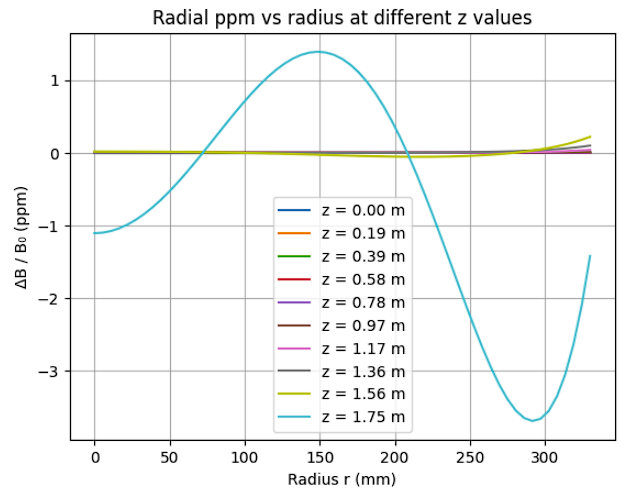 Radial ppm vs radius at different z values
ΔB / B₀ (ppm)
1
0
−1
−2
−3
z = 0.00 m
z = 0.19 m
z = 0.39 m
z = 0.58 m
z = 0.78 m
z = 0.97 m
z = 1.17 m
z = 1.36 m
z = 1.56 m
z = 1.75 m
0 50 100 150 200 250 300
Radius r (mm)